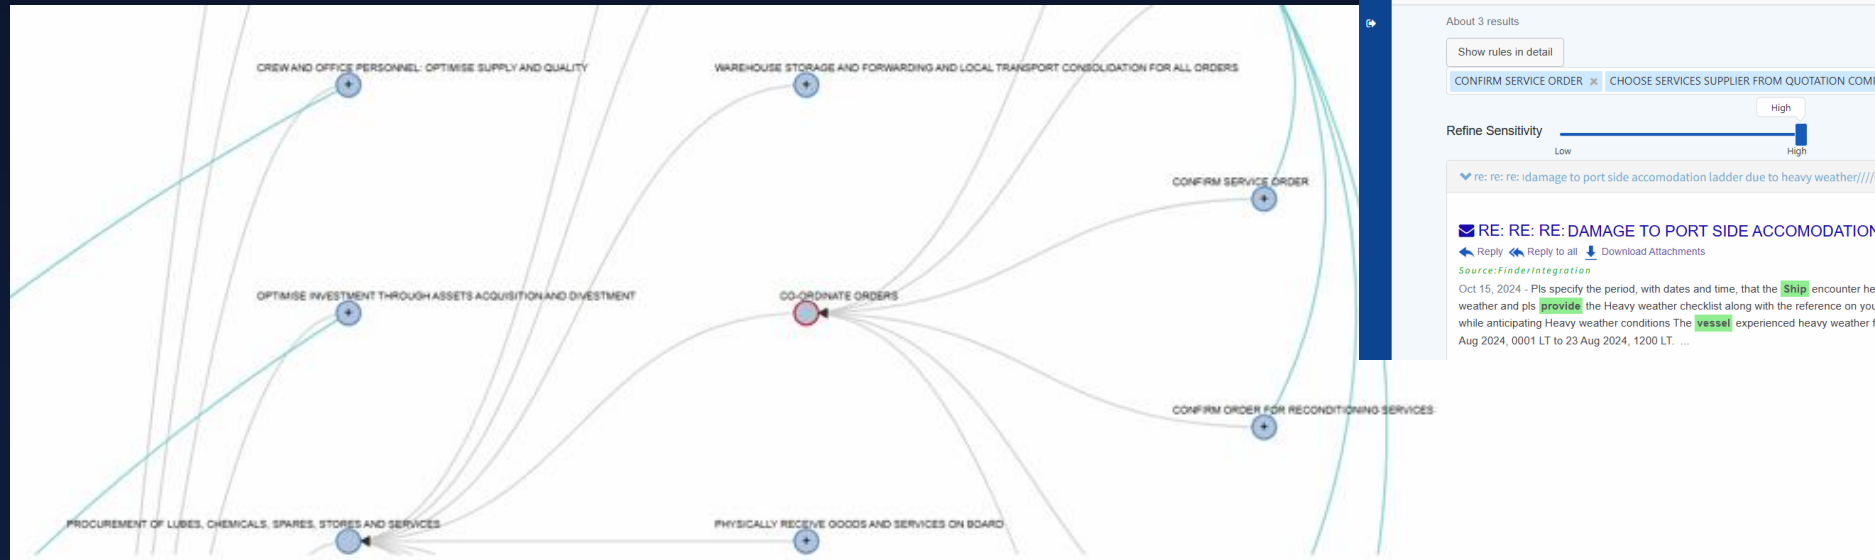 CREW AND OFFICE PERSONNEL: OPTIMISE SUPPLY AND QUALITY
WAREHOUSE STORAGE AND FORWARDING AND LOCAL TRANSPORT CONSOLIDATION FOR ALL ORDERS
CONFIRM SERVICE ORDER
OPTIMISE INVESTMENT THROUGH ASSETS ACQUISITION AND DIVESTMENT
CO-ORDINATE ORDERS
CONFIRM ORDER FOR RECONDITIONING SERVICES
PROCUREMENT OF LUBES, CHEMICALS, SPARES, STORES AND SERVICES
PHYSICALLY RECEIVE GOODS AND SERVICES ON BOARD
About 3 results
Show rules in detail
CONFIRM SERVICE ORDER × CHOOSE SERVICES SUPPLIER FROM QUOTATION COMP
High
Refine Sensitivity
Low High
re: re: re: damage to port side accomodation ladder due to heavy weather////
RE: RE: RE: DAMAGE TO PORT SIDE ACCOMODATION
Reply Reply to all Download Attachments
Source:FinderIntegration
Oct 15, 2024 - Pls specify the period, with dates and time, that the Ship encounter he
weather and pls provide the Heavy weather checklist along with the reference on you
while anticipating Heavy weather conditions The vessel experienced heavy weather f
Aug 2024, 0001 LT to 23 Aug 2024, 1200 LT. ...